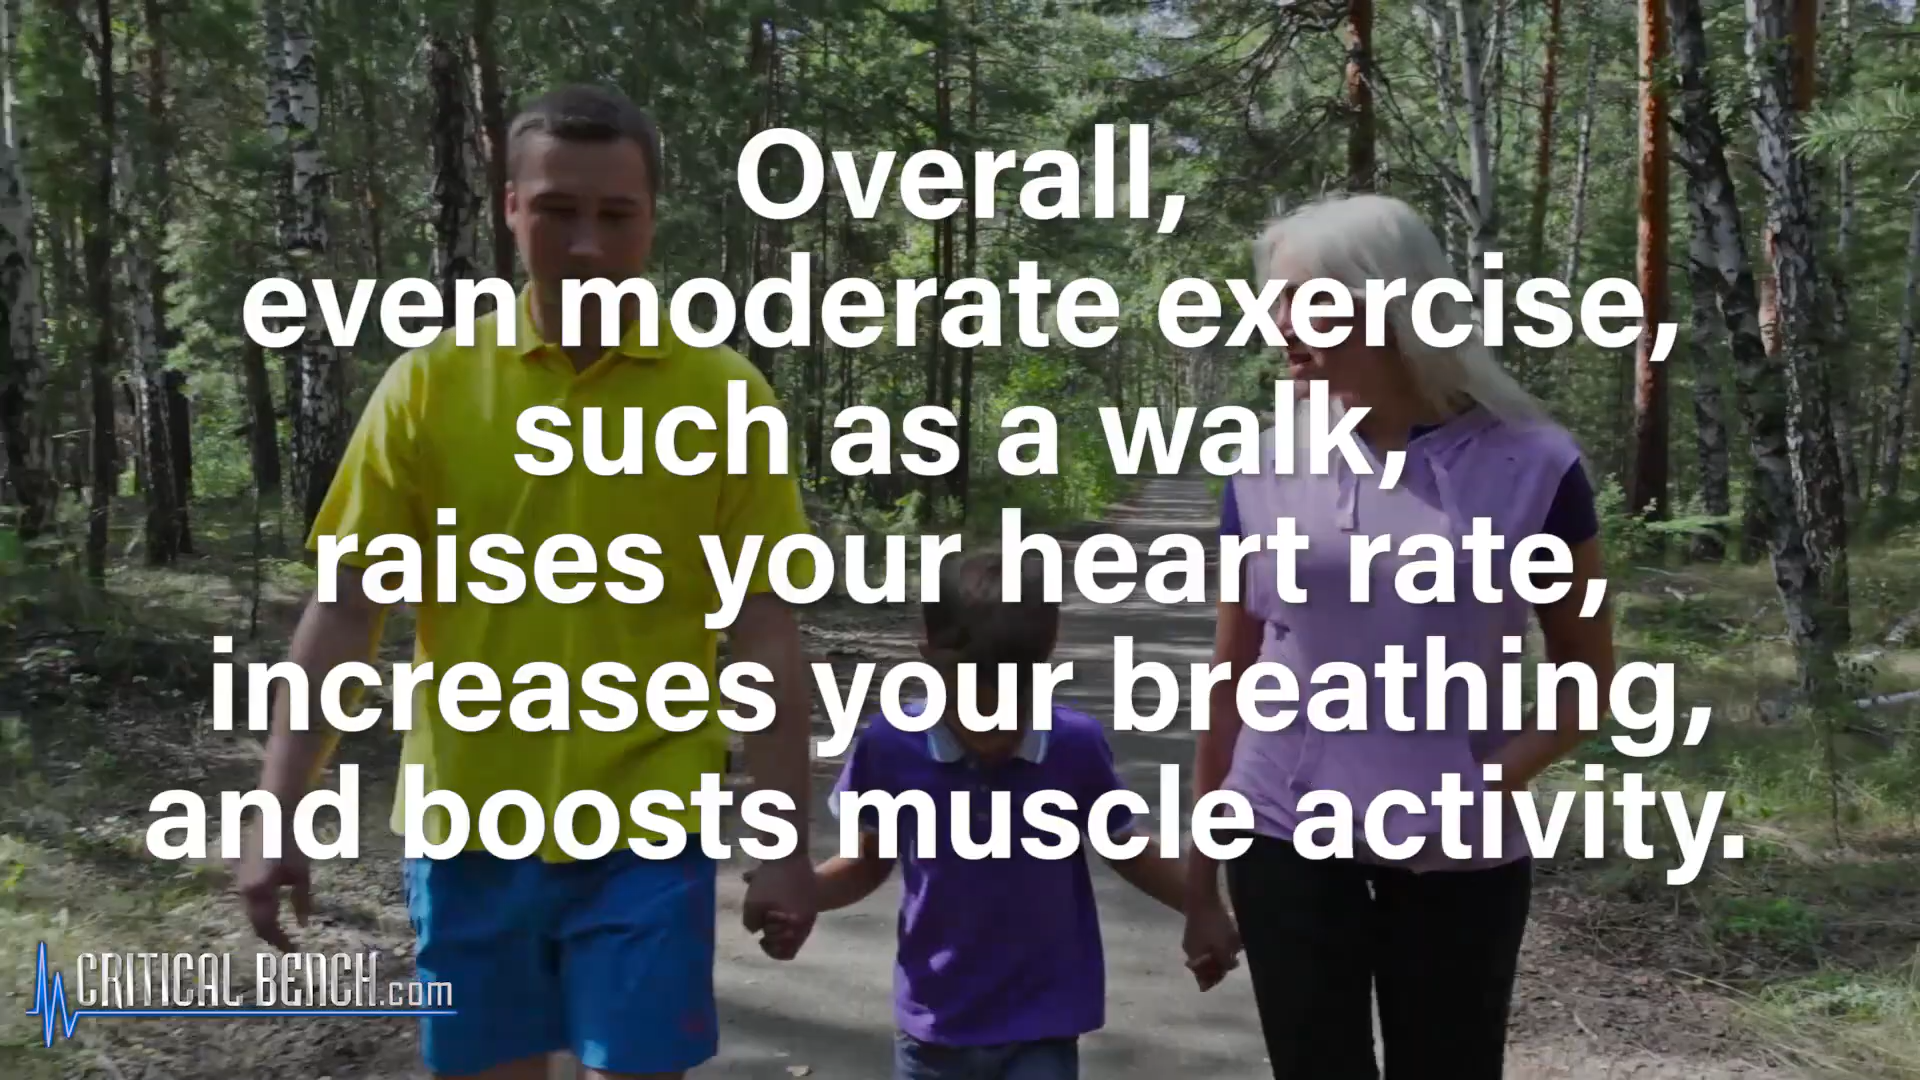 Overall,
even moderate exercise,
such as a walk,
raises your heart rate,
increases your breathing,
and boosts muscle activity.
CRITICAL BENCH.com